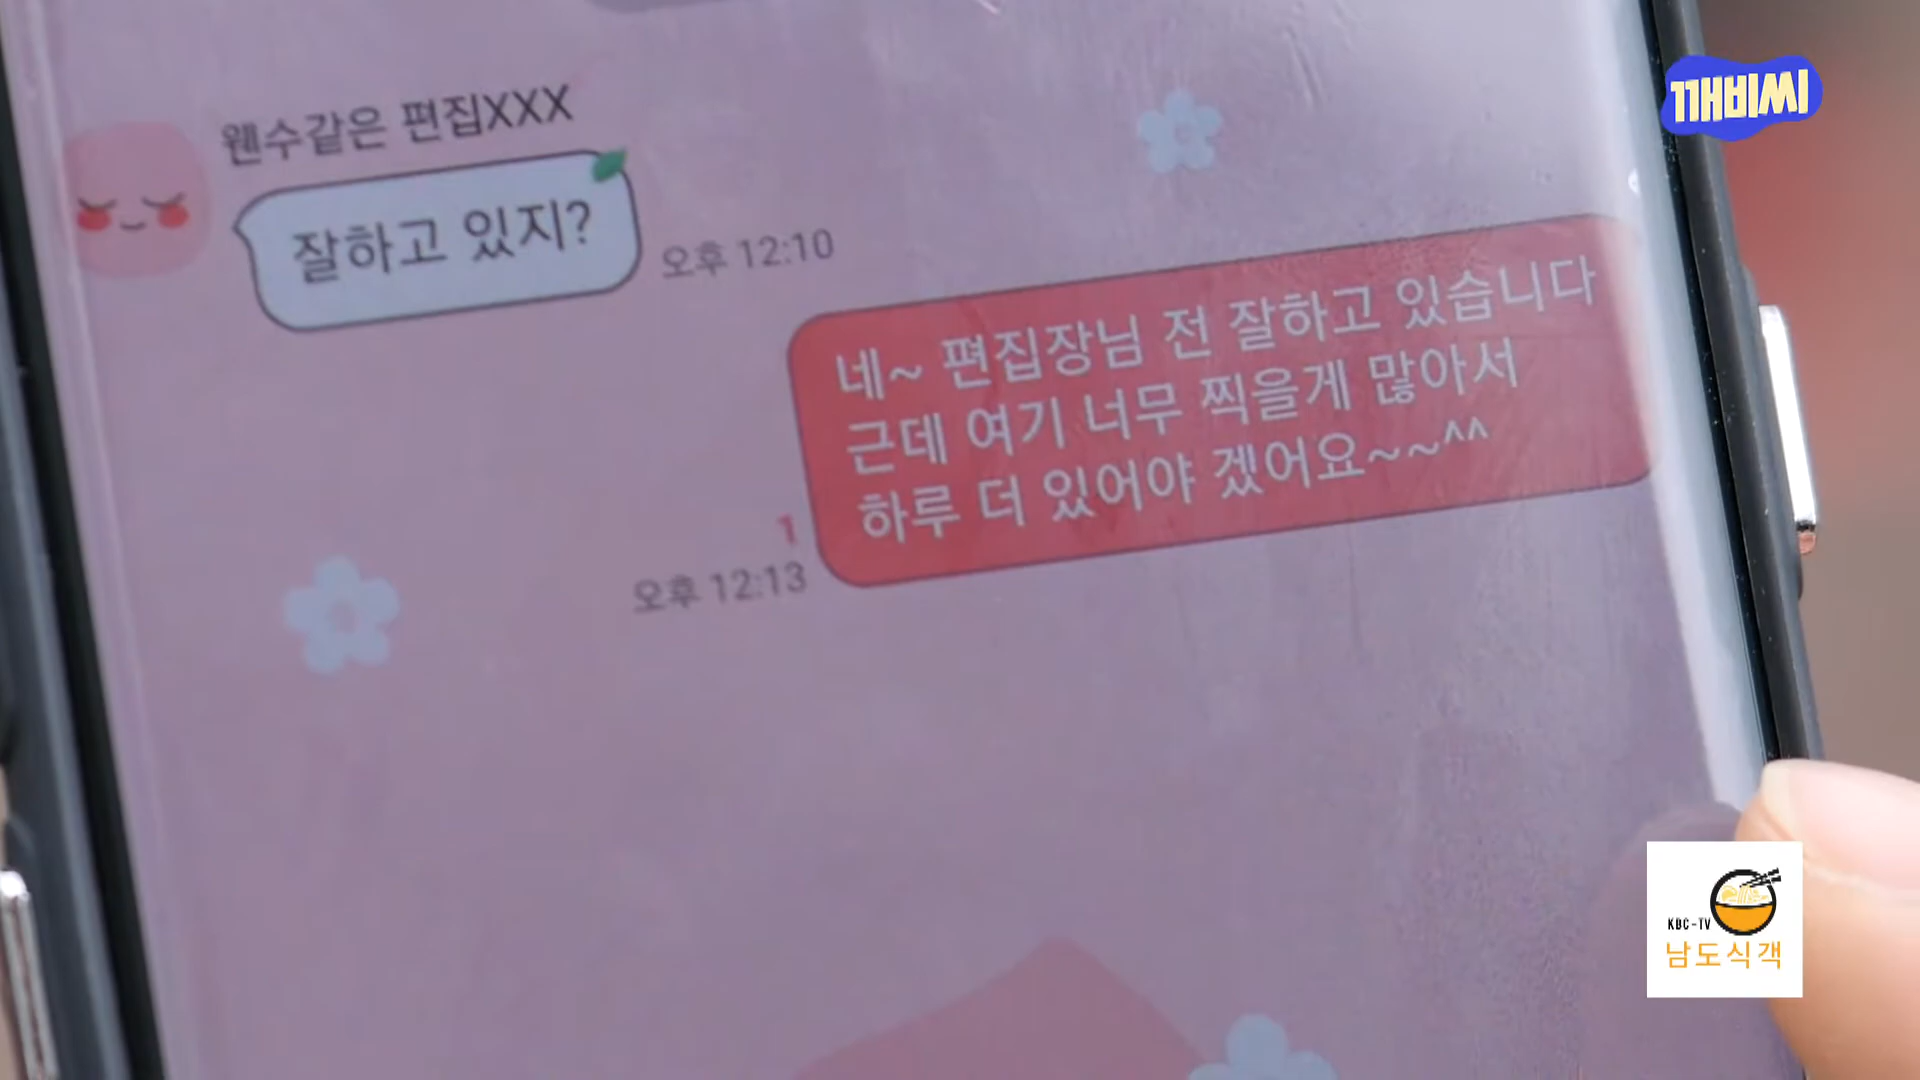 깨비씨
웬수같은 편집XXX
잘하고 있지?
오후 12:10
네~ 편집장님 전 잘하고 있습니다
근데 여기 너무 찍을게 많아서
하루 더 있어야 겠어요~~^^
1
오후 12:13
KBC-TV
남도식객